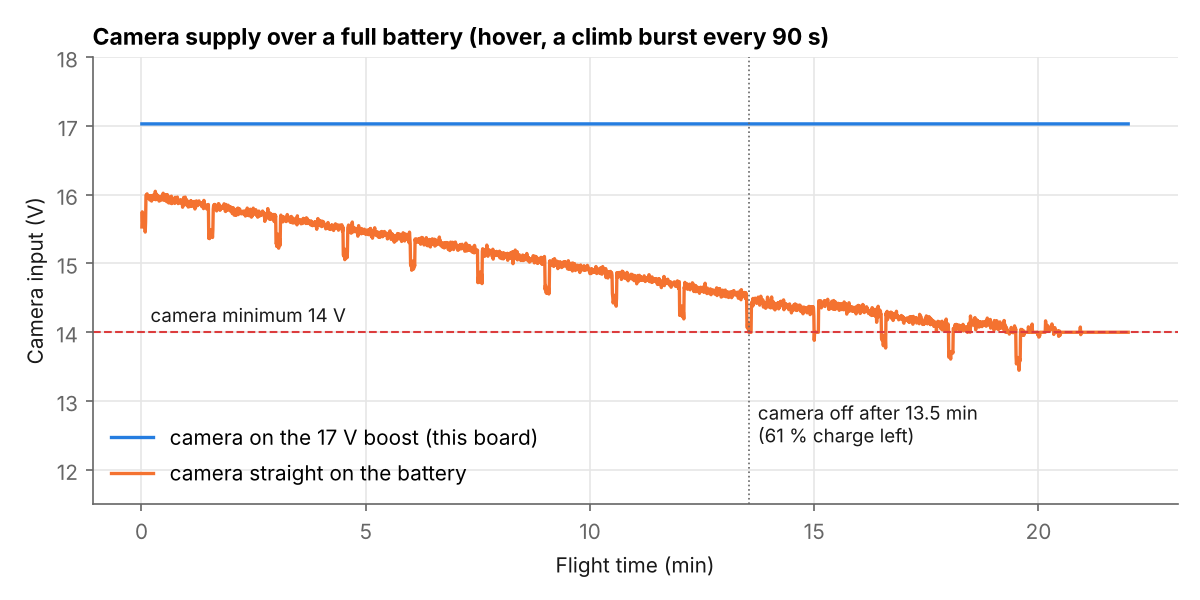 Camera supply over a full battery (hover, a climb burst every 90 s)
18
17
16
15
14
13
12
Camera input (V)
camera minimum 14 V
camera off after 13.5 min
(61 % charge left)
camera on the 17 V boost (this board)
camera straight on the battery
0
5
10
15
20
Flight time (min)